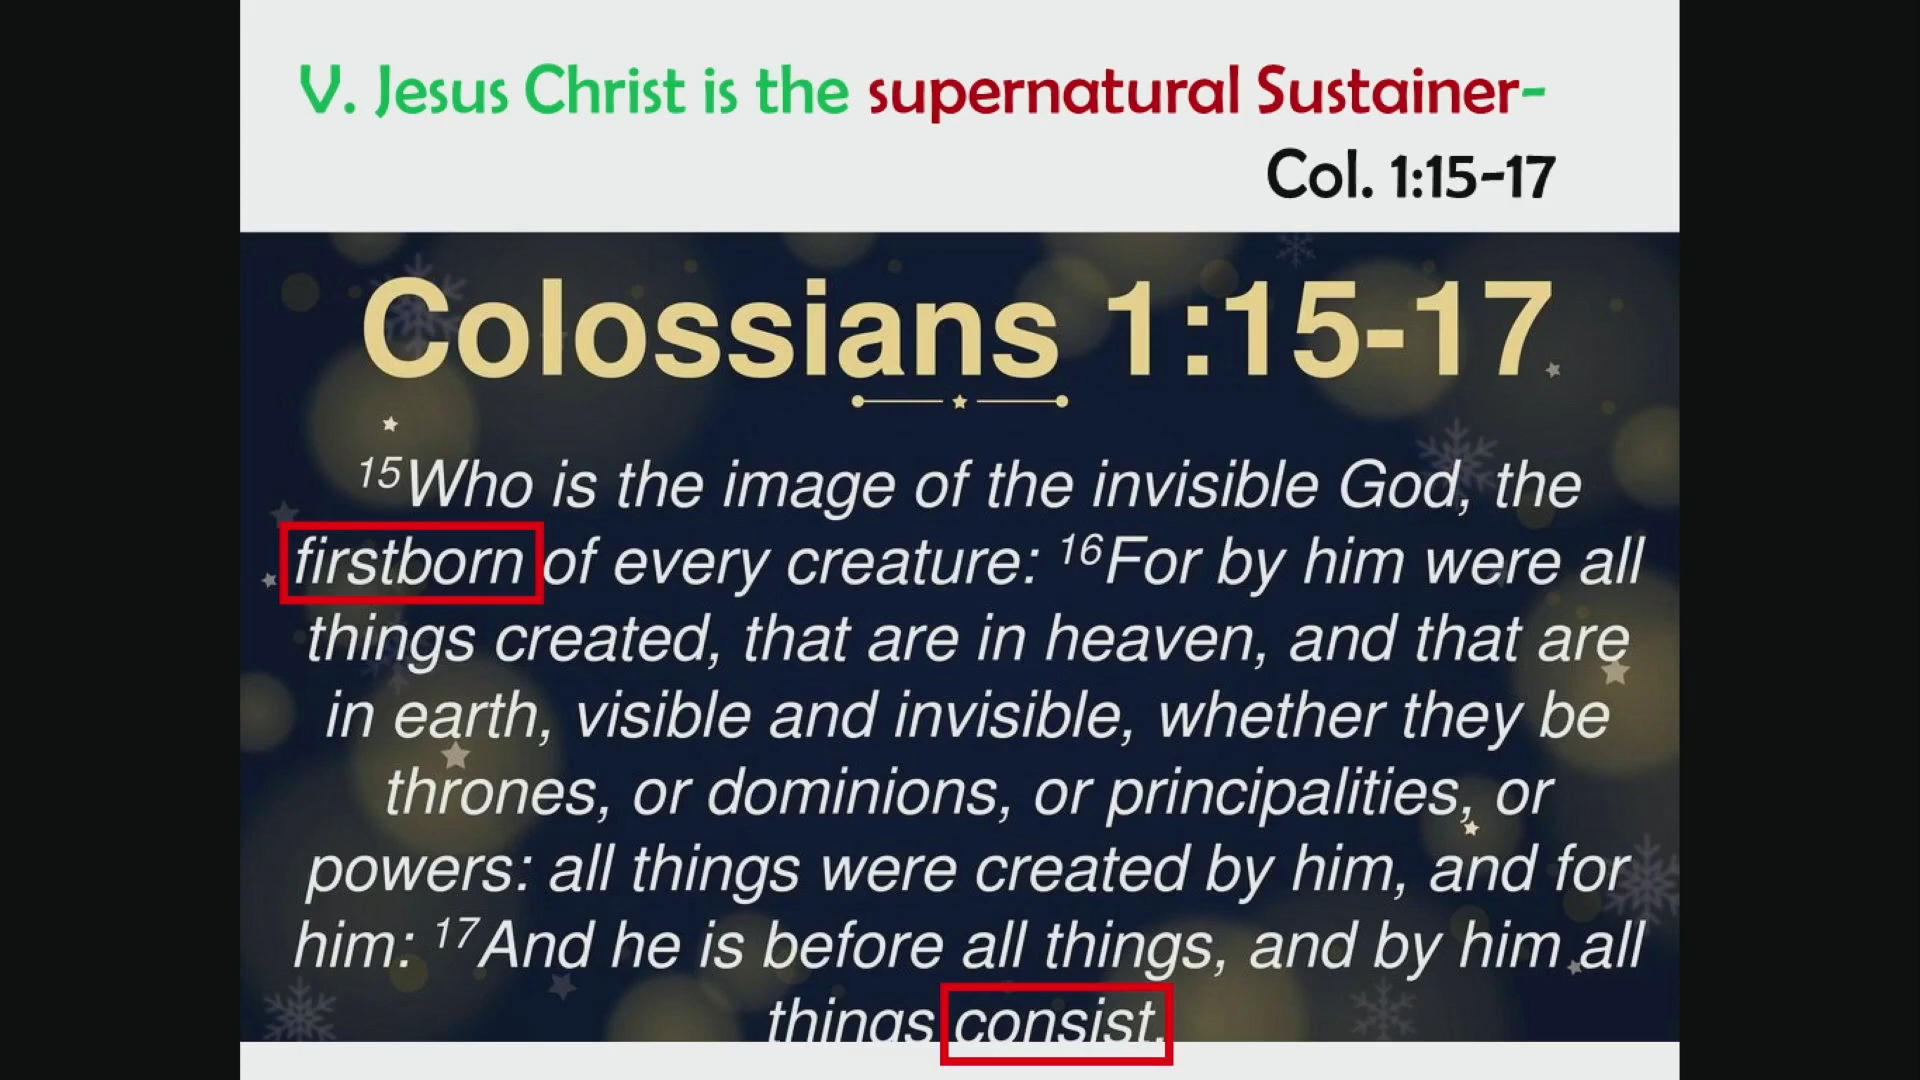 V. Jesus Christ is the supernatural Sustainer-
Col. 1:15-17
Colossians 1:15-17
15Who is the image of the invisible God, the
firstborn of every creature: 16For by him were all
things created, that are in heaven, and that are
in earth, visible and invisible, whether they be
thrones, or dominions, or principalities, or
powers: all things were created by him, and for
him: 17And he is before all things, and by him all
things consist.